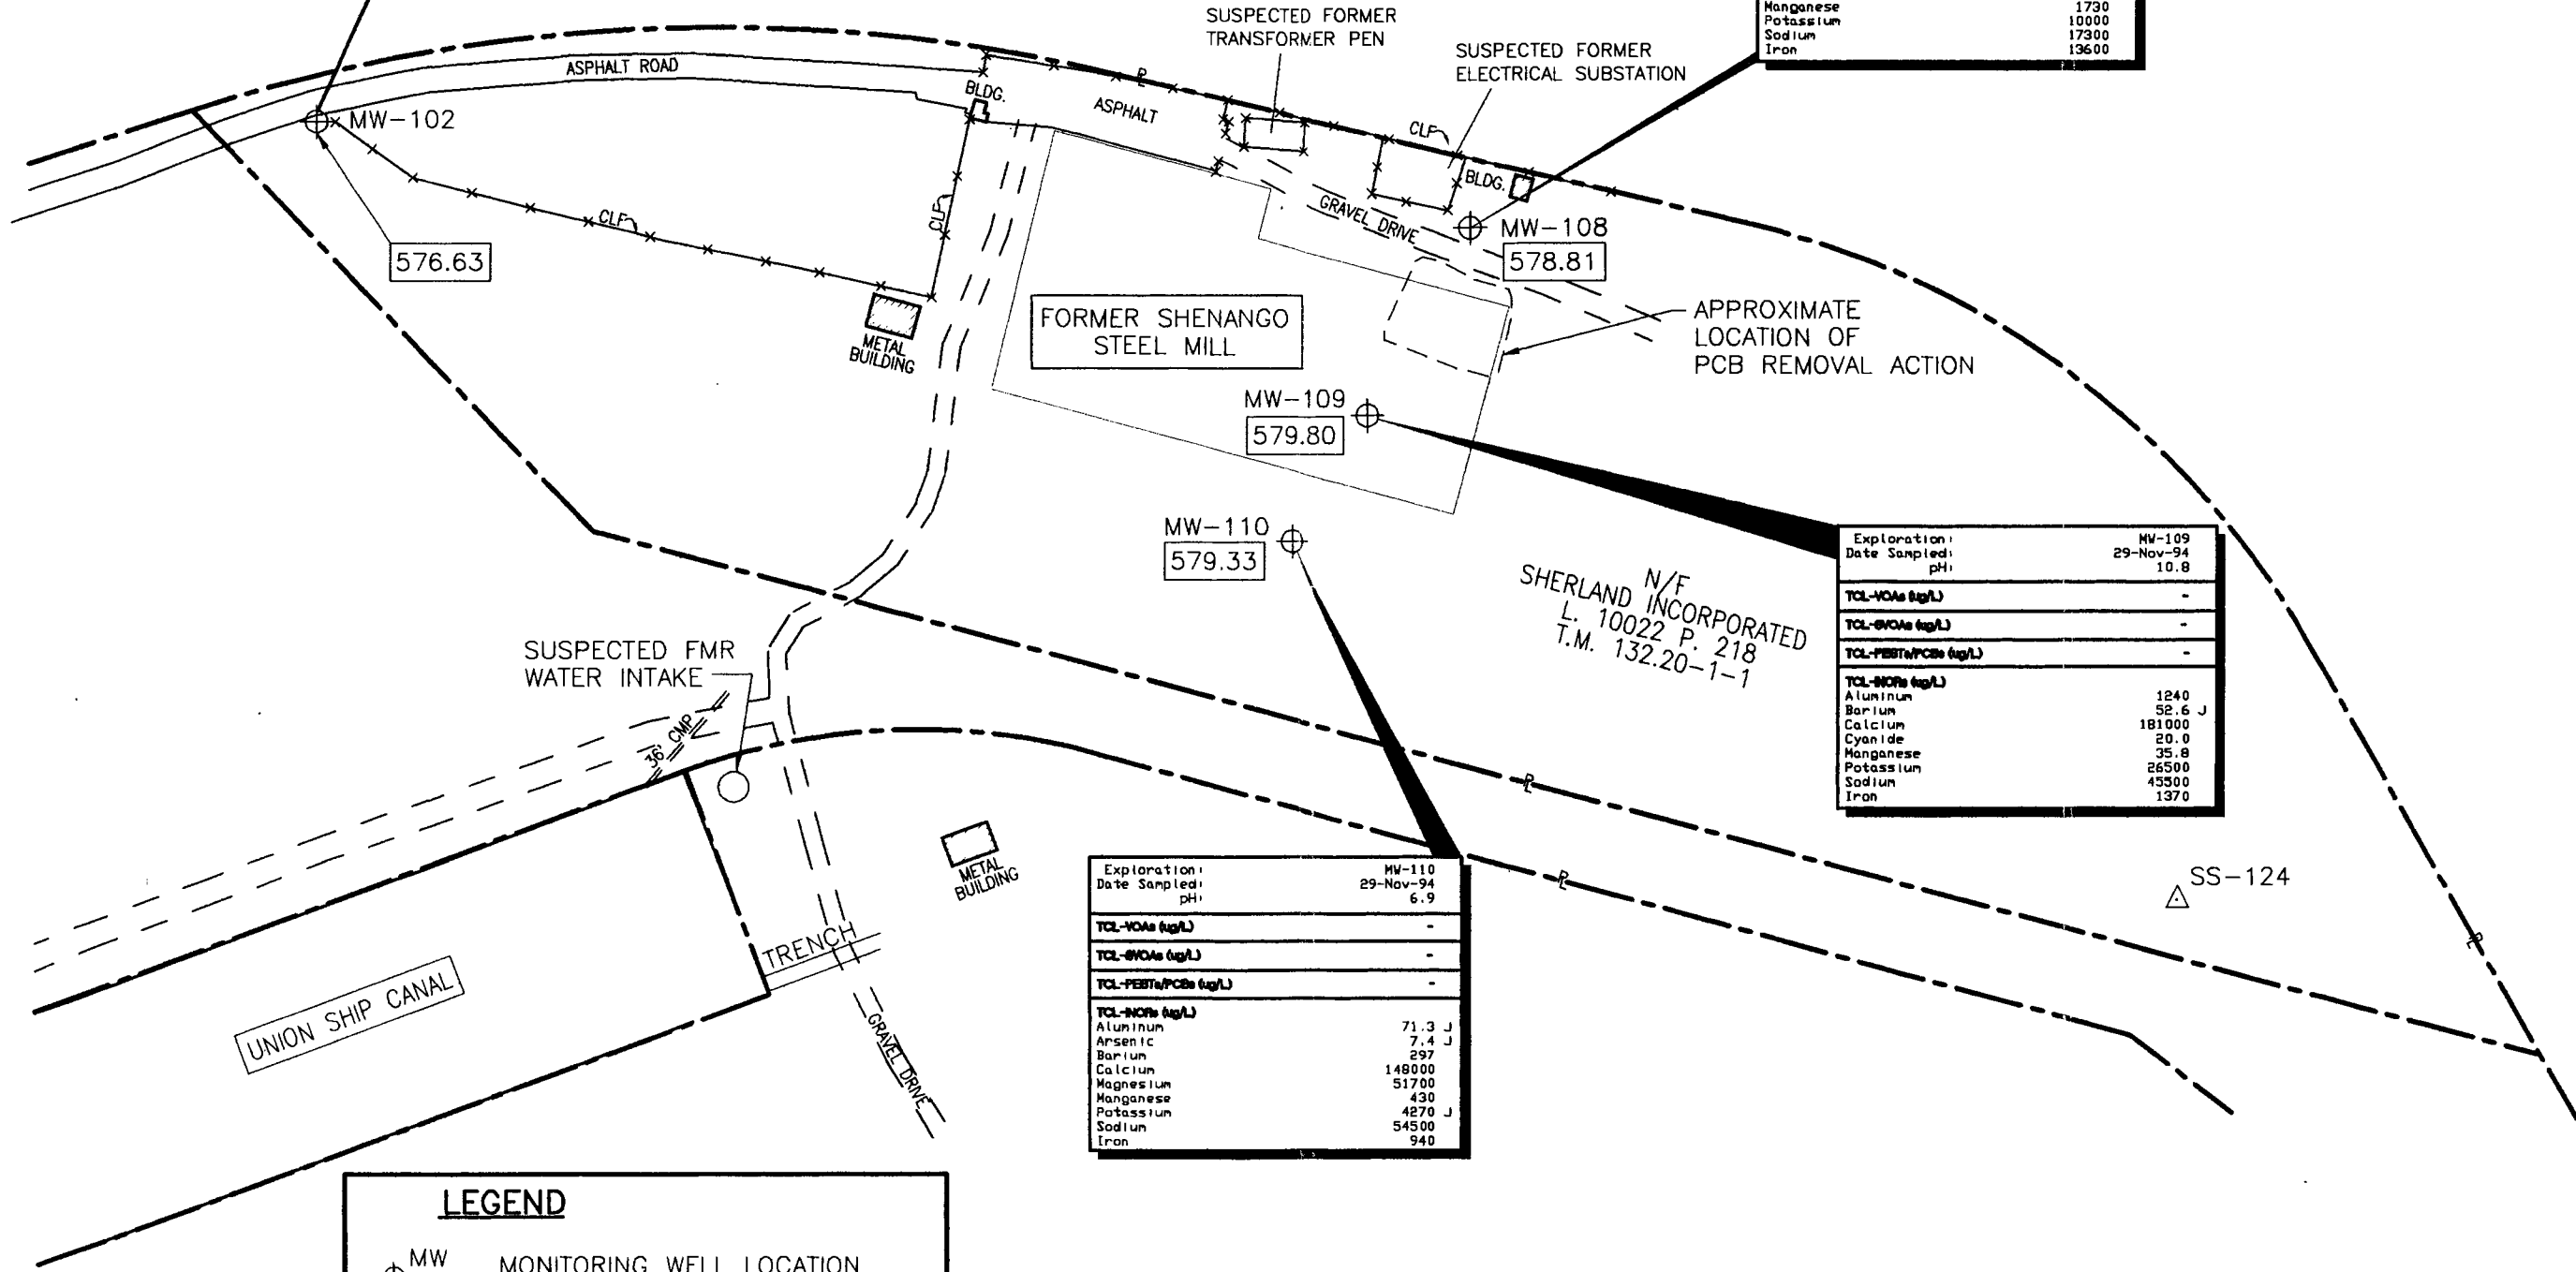 SUSPECTED FORMER
TRANSFORMER PEN
SUSPECTED FORMER
ELECTRICAL SUBSTATION
Manganese 1730
Potassium 10000
Sodium 17300
Iron 13600
ASPHALT ROAD
BLDG.
ASPHALT
PL
CLF
BLDG.
MW-102
576.63
CLF
CLF
GRAVEL DRIVE
MW-108
578.81
METAL
BUILDING
FORMER SHENANGO
STEEL MILL
APPROXIMATE
LOCATION OF
PCB REMOVAL ACTION
MW-109
579.80
MW-110
579.33
N/F
SHERLAND INCORPORATED
L. 10022 P. 218
T.M. 132.20-1-1
Exploration: MW-109
Date Sampled: 29-Nov-94
pH: 10.8
TCL-VOAs (ug/L) -
TCL-SVOAs (ug/L) -
TCL-PESTs/PCBs (ug/L) -
TCL-INORs (ug/L)
Aluminum 1240
Barium 52.6 J
Calcium 181000
Cyanide 20.0
Manganese 35.8
Potassium 26500
Sodium 45500
Iron 1370
SUSPECTED FMR
WATER INTAKE
36" CMP
PL
PL
PL
METAL
BUILDING
TRENCH
UNION SHIP CANAL
GRAVEL DRIVE
Exploration: MW-110
Date Sampled: 29-Nov-94
pH: 6.9
TCL-VOAs (ug/L) -
TCL-SVOAs (ug/L) -
TCL-PESTs/PCBs (ug/L) -
TCL-INORs (ug/L)
Aluminum 71.3 J
Arsenic 7.4 J
Barium 297
Calcium 148000
Magnesium 51700
Manganese 430
Potassium 4270 J
Sodium 54500
Iron 940
SS-124
LEGEND
MW MONITORING WELL LOCATION